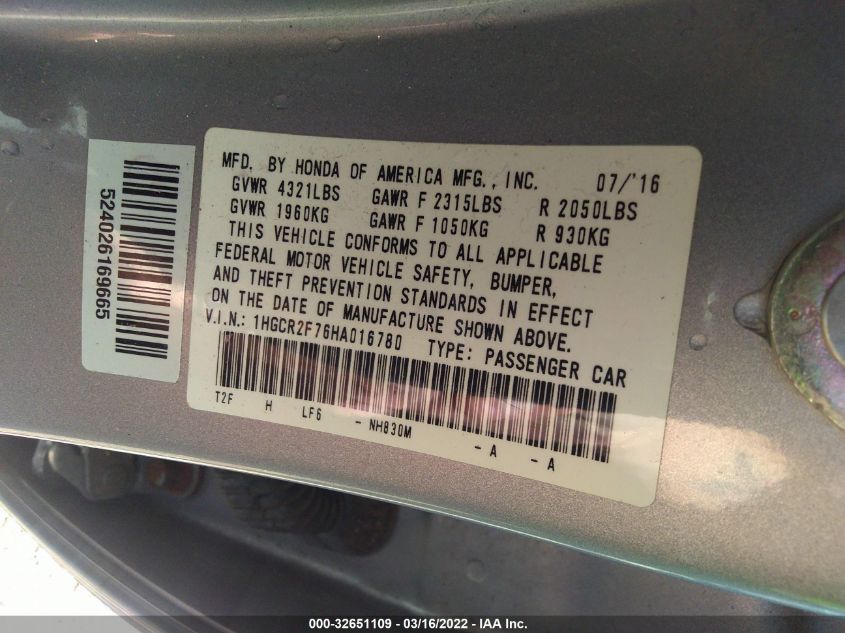 MFD. BY HONDA OF AMERICA MFG., INC. 07/'16
GVWR 4321LBS GAWR F 2315LBS R 2050LBS
GVWR 1960KG GAWR F 1050KG R 930KG
THIS VEHICLE CONFORMS TO ALL APPLICABLE
FEDERAL MOTOR VEHICLE SAFETY, BUMPER,
AND THEFT PREVENTION STANDARDS IN EFFECT
ON THE DATE OF MANUFACTURE SHOWN ABOVE.
V.I.N.: 1HGCR2F76HA016780 TYPE: PASSENGER CAR
T2F H LF6 - NH830M - A - A
524026169665
000-32651109 - 03/16/2022 - IAA Inc.